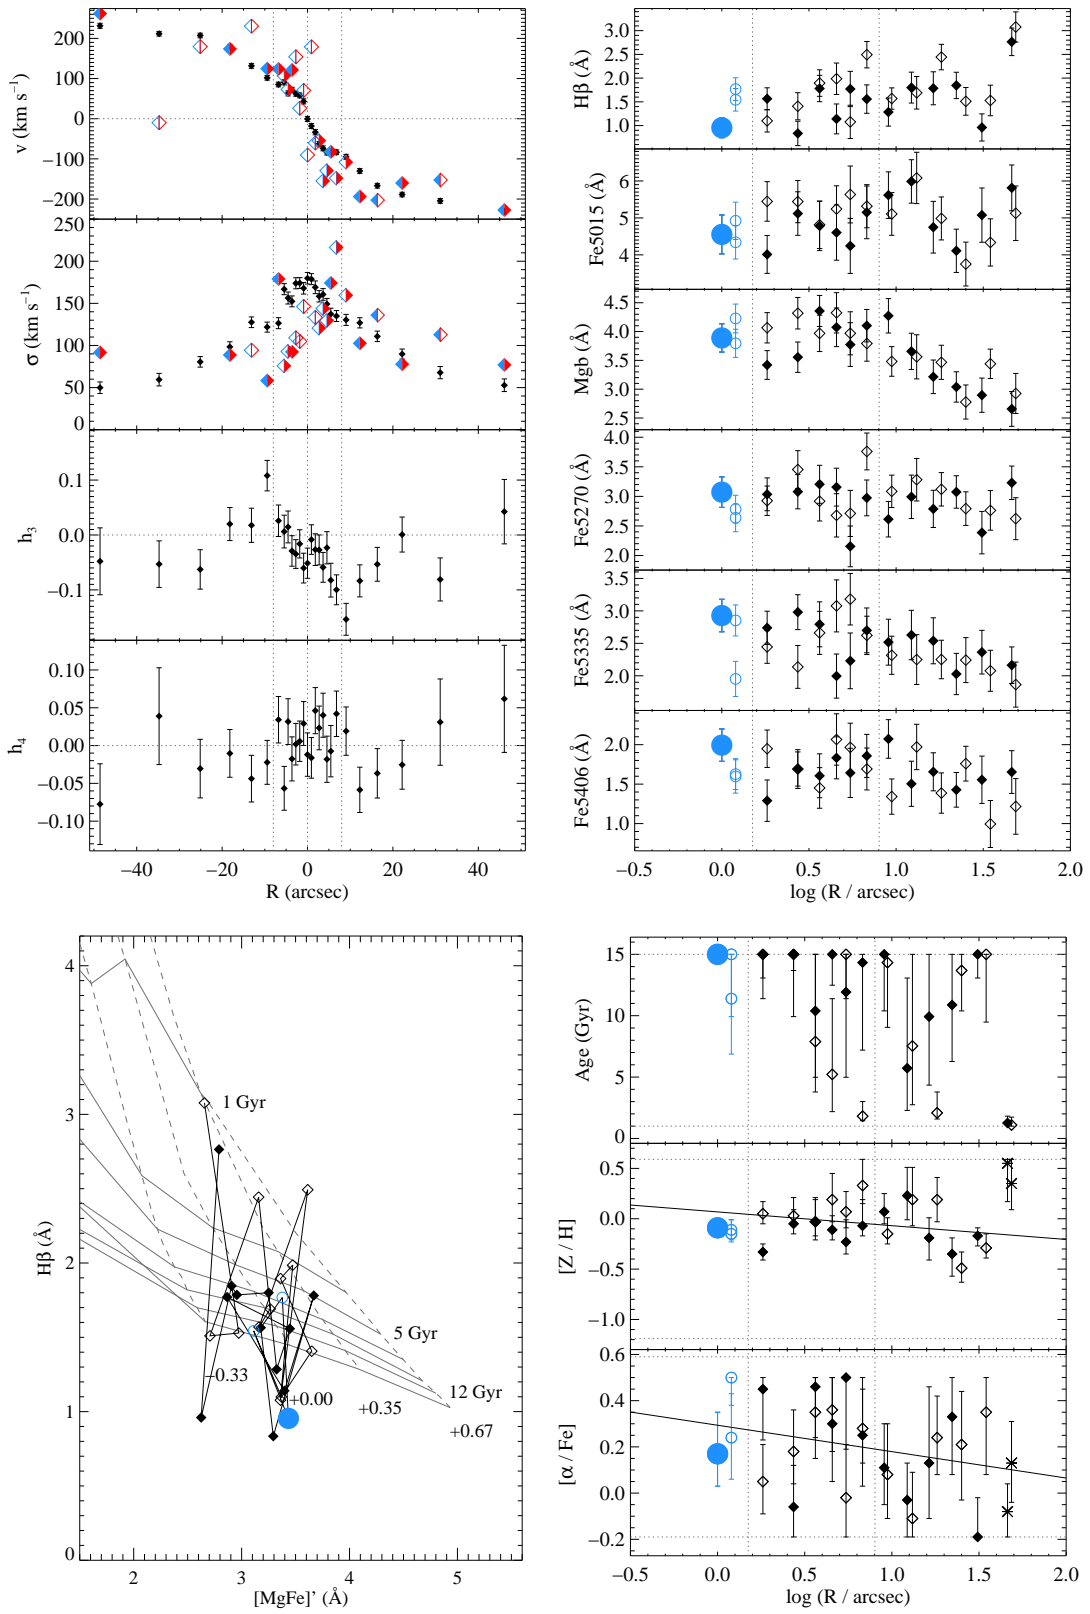 200
100
0
−100
−200
v (km s⁻¹)
250
200
150
100
50
0
σ (km s⁻¹)
0.1
0.0
−0.1
h₃
0.10
0.05
0.00
−0.05
−0.10
h₄
−40 −20 0 20 40
R (arcsec)
3.0
2.5
2.0
1.5
1.0
Hβ (Å)
6
5
4
Fe5015 (Å)
4.5
4.0
3.5
3.0
2.5
Mgb (Å)
4.0
3.5
3.0
2.5
2.0
Fe5270 (Å)
3.5
3.0
2.5
2.0
Fe5335 (Å)
2.0
1.5
1.0
Fe5406 (Å)
−0.5 0.0 0.5 1.0 1.5 2.0
log (R / arcsec)
4
3
2
1
0
Hβ (Å)
1 Gyr
5 Gyr
12 Gyr
−0.33
+0.00
+0.35
+0.67
2 3 4 5
[MgFe]' (Å)
15
10
5
0
Age (Gyr)
0.5
0.0
−0.5
−1.0
[Z / H]
0.6
0.4
0.2
0.0
−0.2
[α / Fe]
−0.5 0.0 0.5 1.0 1.5 2.0
log (R / arcsec)